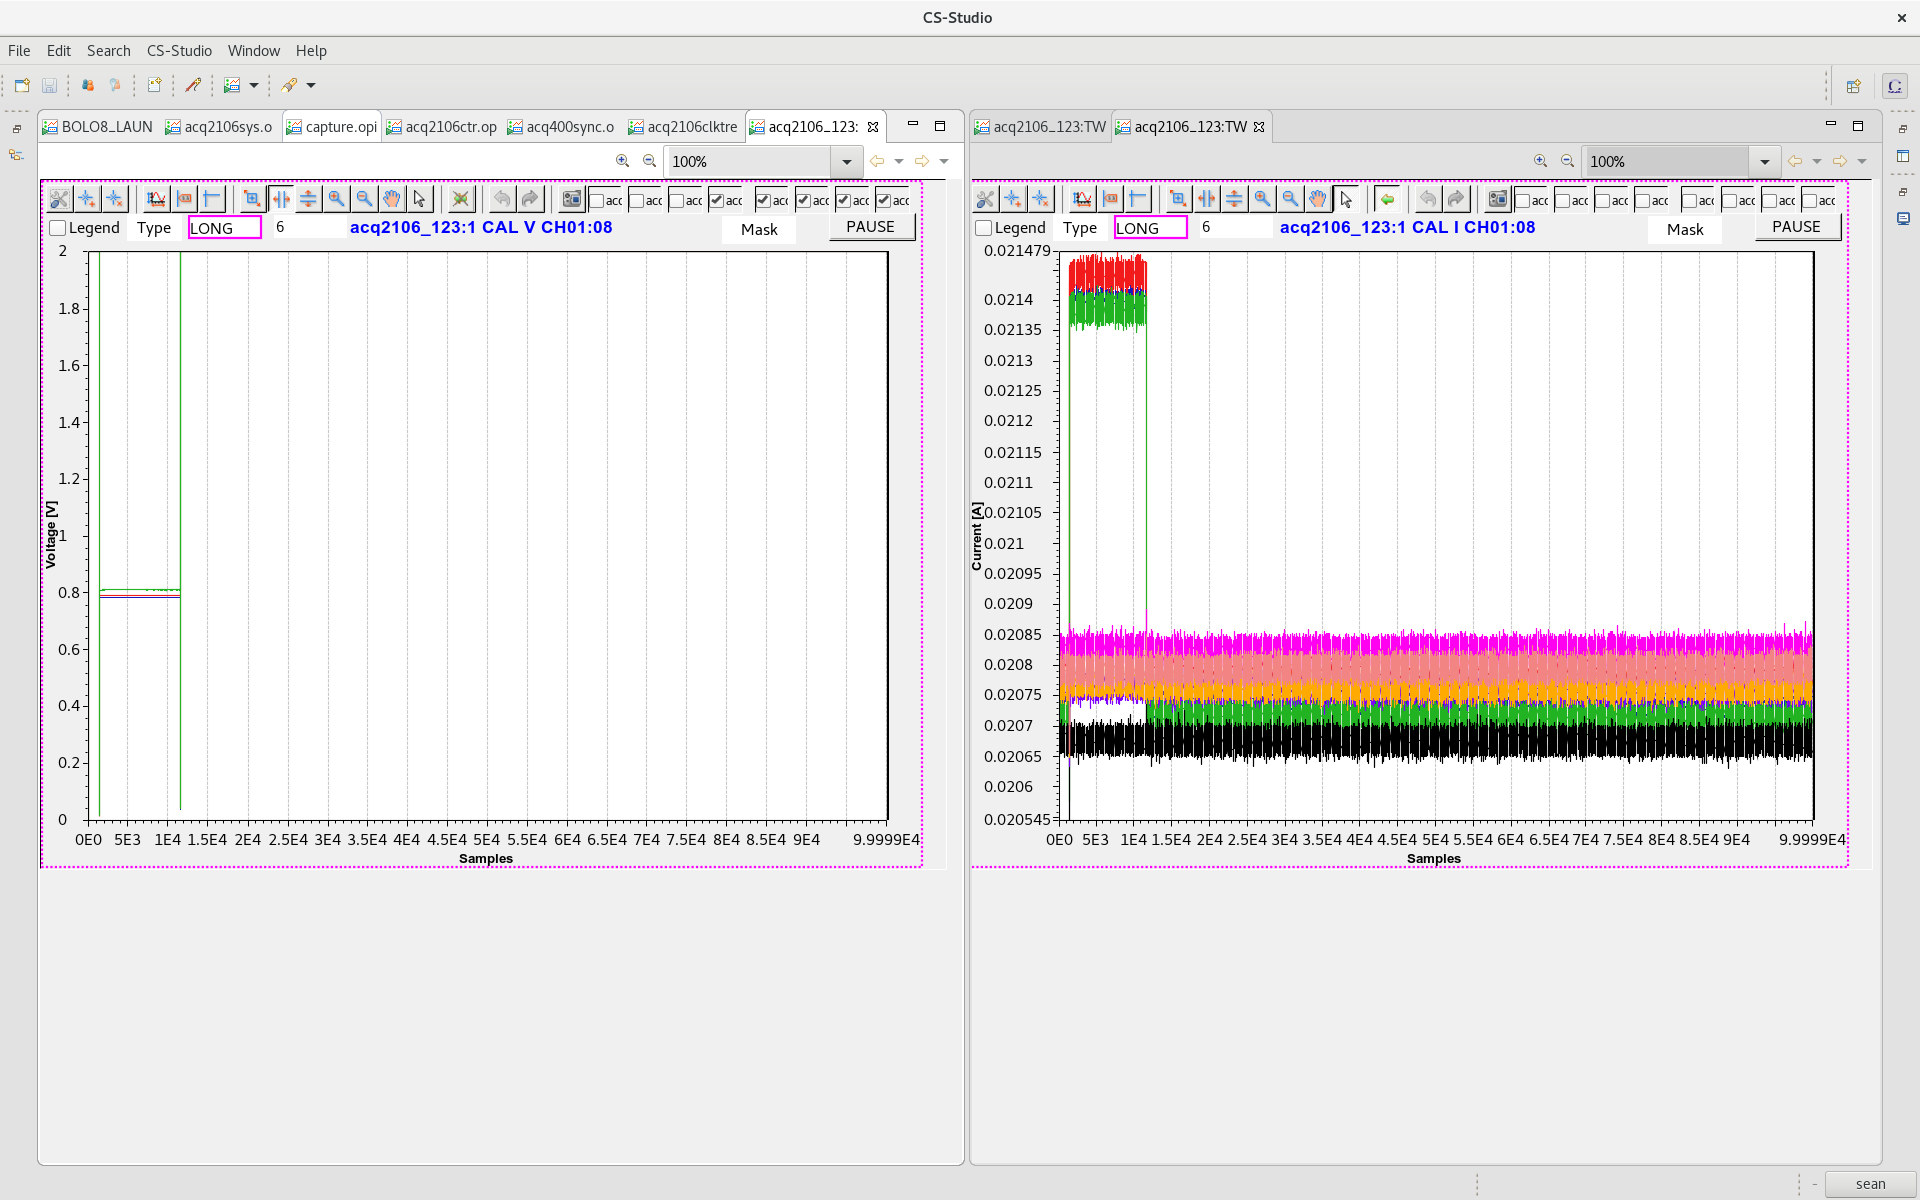 CS-Studio
File Edit Search CS-Studio Window Help
BOLO8_LAUN acq2106sys.o capture.opi acq2106ctr.op acq400sync.o acq2106clktre acq2106_123:
100%
acc acc acc acc acc acc acc acc
Legend Type LONG 6 acq2106_123:1 CAL V CH01:08 Mask PAUSE
2
1.8
1.6
1.4
1.2
1
0.8
0.6
0.4
0.2
0
Voltage [V]
0E0 5E3 1E4 1.5E4 2E4 2.5E4 3E4 3.5E4 4E4 4.5E4 5E4 5.5E4 6E4 6.5E4 7E4 7.5E4 8E4 8.5E4 9E4 9.9999E4
Samples
acq2106_123:TW acq2106_123:TW
100%
acc acc acc acc acc acc acc acc
Legend Type LONG 6 acq2106_123:1 CAL I CH01:08 Mask PAUSE
0.021479
0.0214
0.02135
0.0213
0.02125
0.0212
0.02115
0.0211
0.02105
0.021
0.02095
0.0209
0.02085
0.0208
0.02075
0.0207
0.02065
0.0206
0.020545
Current [A]
0E0 5E3 1E4 1.5E4 2E4 2.5E4 3E4 3.5E4 4E4 4.5E4 5E4 5.5E4 6E4 6.5E4 7E4 7.5E4 8E4 8.5E4 9E4 9.9999E4
Samples
sean